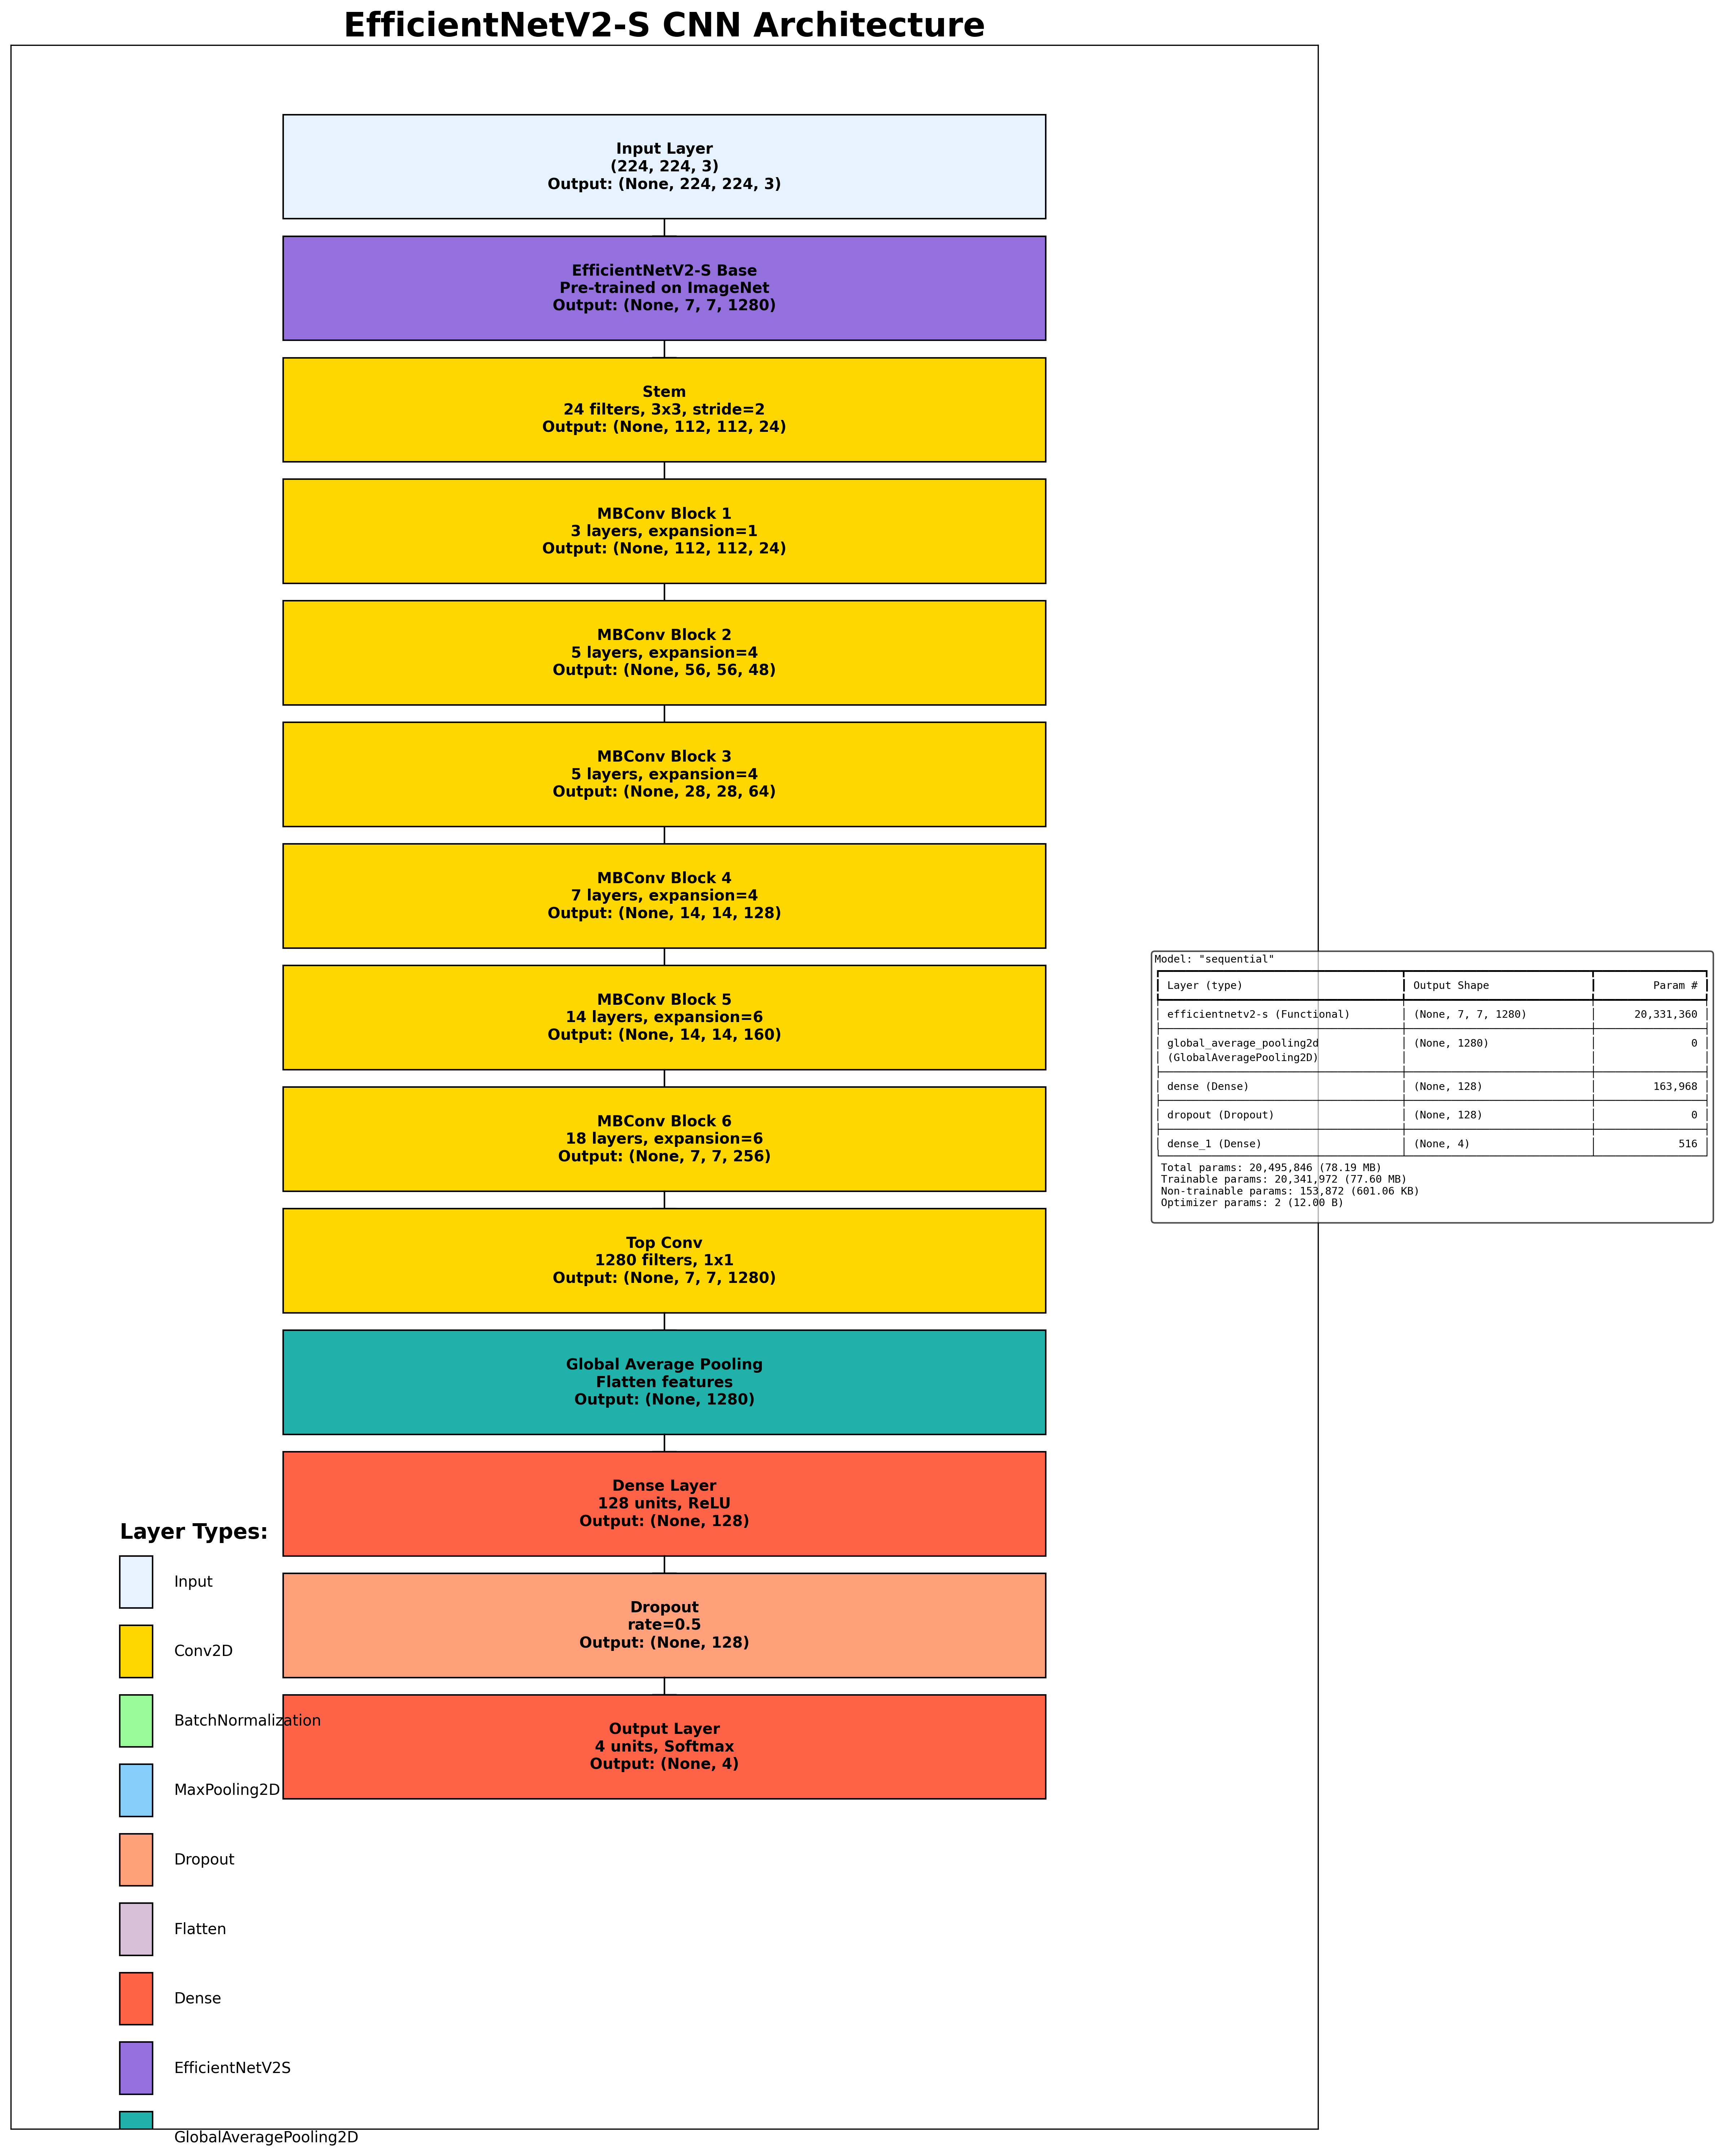 EfficientNetV2-S CNN Architecture
Input Layer
(224, 224, 3)
Output: (None, 224, 224, 3)
EfficientNetV2-S Base
Pre-trained on ImageNet
Output: (None, 7, 7, 1280)
Stem
24 filters, 3x3, stride=2
Output: (None, 112, 112, 24)
MBConv Block 1
3 layers, expansion=1
Output: (None, 112, 112, 24)
MBConv Block 2
5 layers, expansion=4
Output: (None, 56, 56, 48)
MBConv Block 3
5 layers, expansion=4
Output: (None, 28, 28, 64)
MBConv Block 4
7 layers, expansion=4
Output: (None, 14, 14, 128)
MBConv Block 5
14 layers, expansion=6
Output: (None, 14, 14, 160)
MBConv Block 6
18 layers, expansion=6
Output: (None, 7, 7, 256)
Top Conv
1280 filters, 1x1
Output: (None, 7, 7, 1280)
Global Average Pooling
Flatten features
Output: (None, 1280)
Dense Layer
128 units, ReLU
Output: (None, 128)
Dropout
rate=0.5
Output: (None, 128)
Output Layer
4 units, Softmax
Output: (None, 4)
Layer Types:
Input
Conv2D
BatchNormalization
MaxPooling2D
Dropout
Flatten
Dense
EfficientNetV2S
GlobalAveragePooling2D
Model: "sequential"
Layer (type) Output Shape Param #
efficientnetv2-s (Functional) (None, 7, 7, 1280) 20,331,360
global_average_pooling2d (None, 1280) 0
(GlobalAveragePooling2D)
dense (Dense) (None, 128) 163,968
dropout (Dropout) (None, 128) 0
dense_1 (Dense) (None, 4) 516
Total params: 20,495,846 (78.19 MB)
Trainable params: 20,341,972 (77.60 MB)
Non-trainable params: 153,872 (601.06 KB)
Optimizer params: 2 (12.00 B)